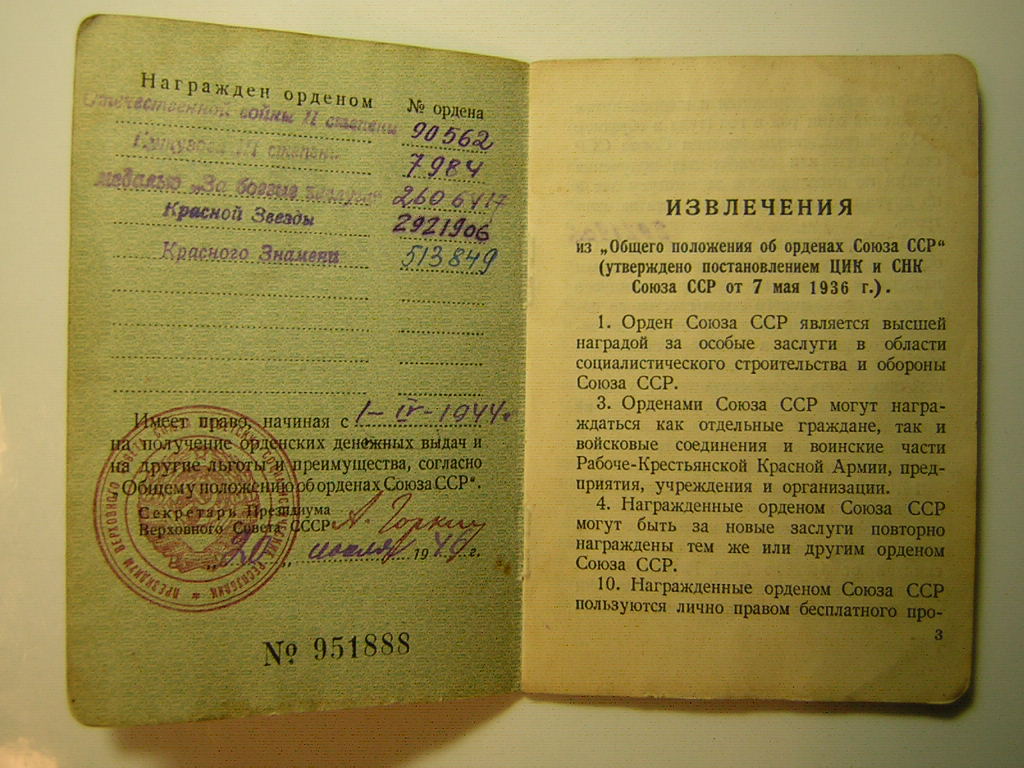 Награжден орденом
№ ордена
Отечественной войны II степени 90562
Кутузова III степени 7984
медалью „За боевые заслуги“
Красной Звезды 2921906
Красного Знамени 513849
Имеет право, начиная с 1-IV-1944г.
на получение орденских денежных выдач и
на другие льготы и преимущества, согласно
„Общему положению об орденах Союза ССР“.
Секретарь Президиума
Верховного Совета СССР А. Горкин
„20“ июля 1949 г.
ПРЕЗИДИУМ ВЕРХОВНОГО
№ 951888
ИЗВЛЕЧЕНИЯ
из „Общего положения об орденах Союза ССР“
(утверждено постановлением ЦИК и СНК
Союза ССР от 7 мая 1936 г.).
1. Орден Союза ССР является высшей
наградой за особые заслуги в области
социалистического строительства и обороны
Союза ССР.
3. Орденами Союза ССР могут награ-
ждаться как отдельные граждане, так и
войсковые соединения и воинские части
Рабоче-Крестьянской Красной Армии, пред-
приятия, учреждения и организации.
4. Награжденные орденом Союза ССР
могут быть за новые заслуги повторно
награждены тем же или другим орденом
Союза ССР.
10. Награжденные орденом Союза ССР
пользуются лично правом бесплатного про-
3